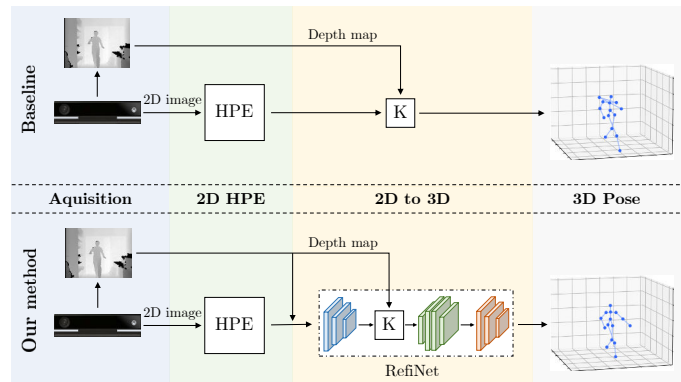 Baseline
Depth map
2D image
HPE
K
Aquisition
2D HPE
2D to 3D
3D Pose
Our method
Depth map
2D image
HPE
K
RefiNet